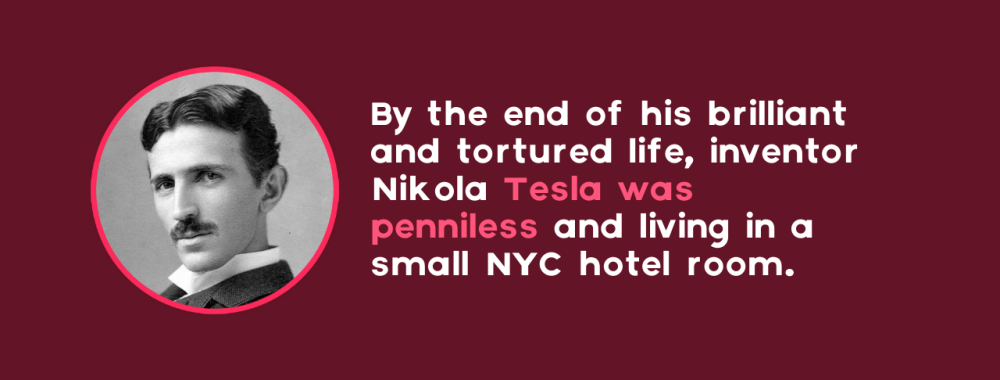 By the end of his brilliant
and tortured life, inventor
Nikola Tesla was
penniless and living in a
small NYC hotel room.